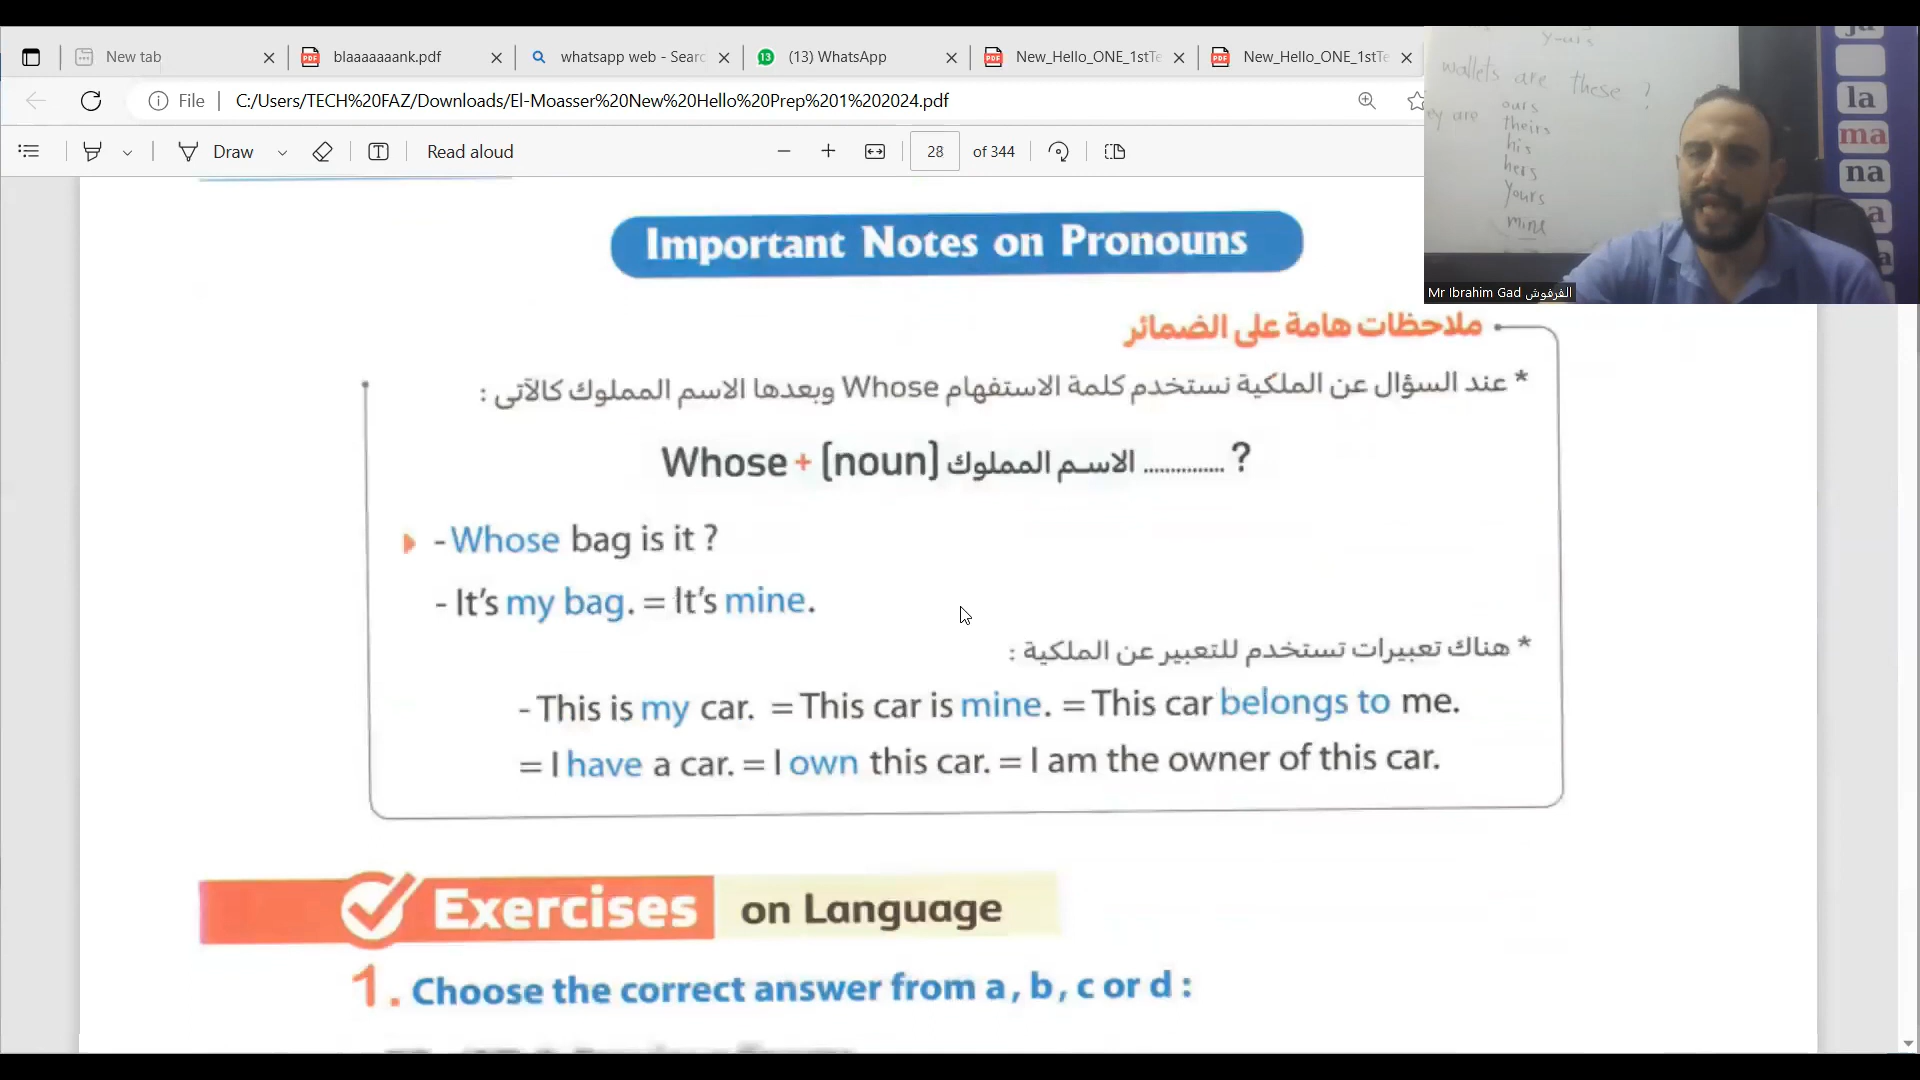 New tab
blaaaaaaank.pdf
whatsapp web - Searc
(13) WhatsApp
New_Hello_ONE_1stTe
New_Hello_ONE_1stTe
File
C:/Users/TECH%20FAZ/Downloads/El-Moasser%20New%20Hello%20Prep%201%202024.pdf
Draw
Read aloud
28
of 344
wallets are these ?
ours
theirs
his
hers
yours
mine
la
ma
na
Mr Ibrahim Gad الفرفوش
Important Notes on Pronouns
ملاحظات هامة على الضمائر
* عند السؤال عن الملكية نستخدم كلمة الاستفهام Whose وبعدها الاسم المملوك كالآتى :
Whose + (noun) الاسم المملوك ............... ?
- Whose bag is it ?
- It's my bag. = It's mine.
* هناك تعبيرات تستخدم للتعبير عن الملكية :
- This is my car. = This car is mine. = This car belongs to me.
= I have a car. = I own this car. = I am the owner of this car.
Exercises on Language
1. Choose the correct answer from a , b , c or d :